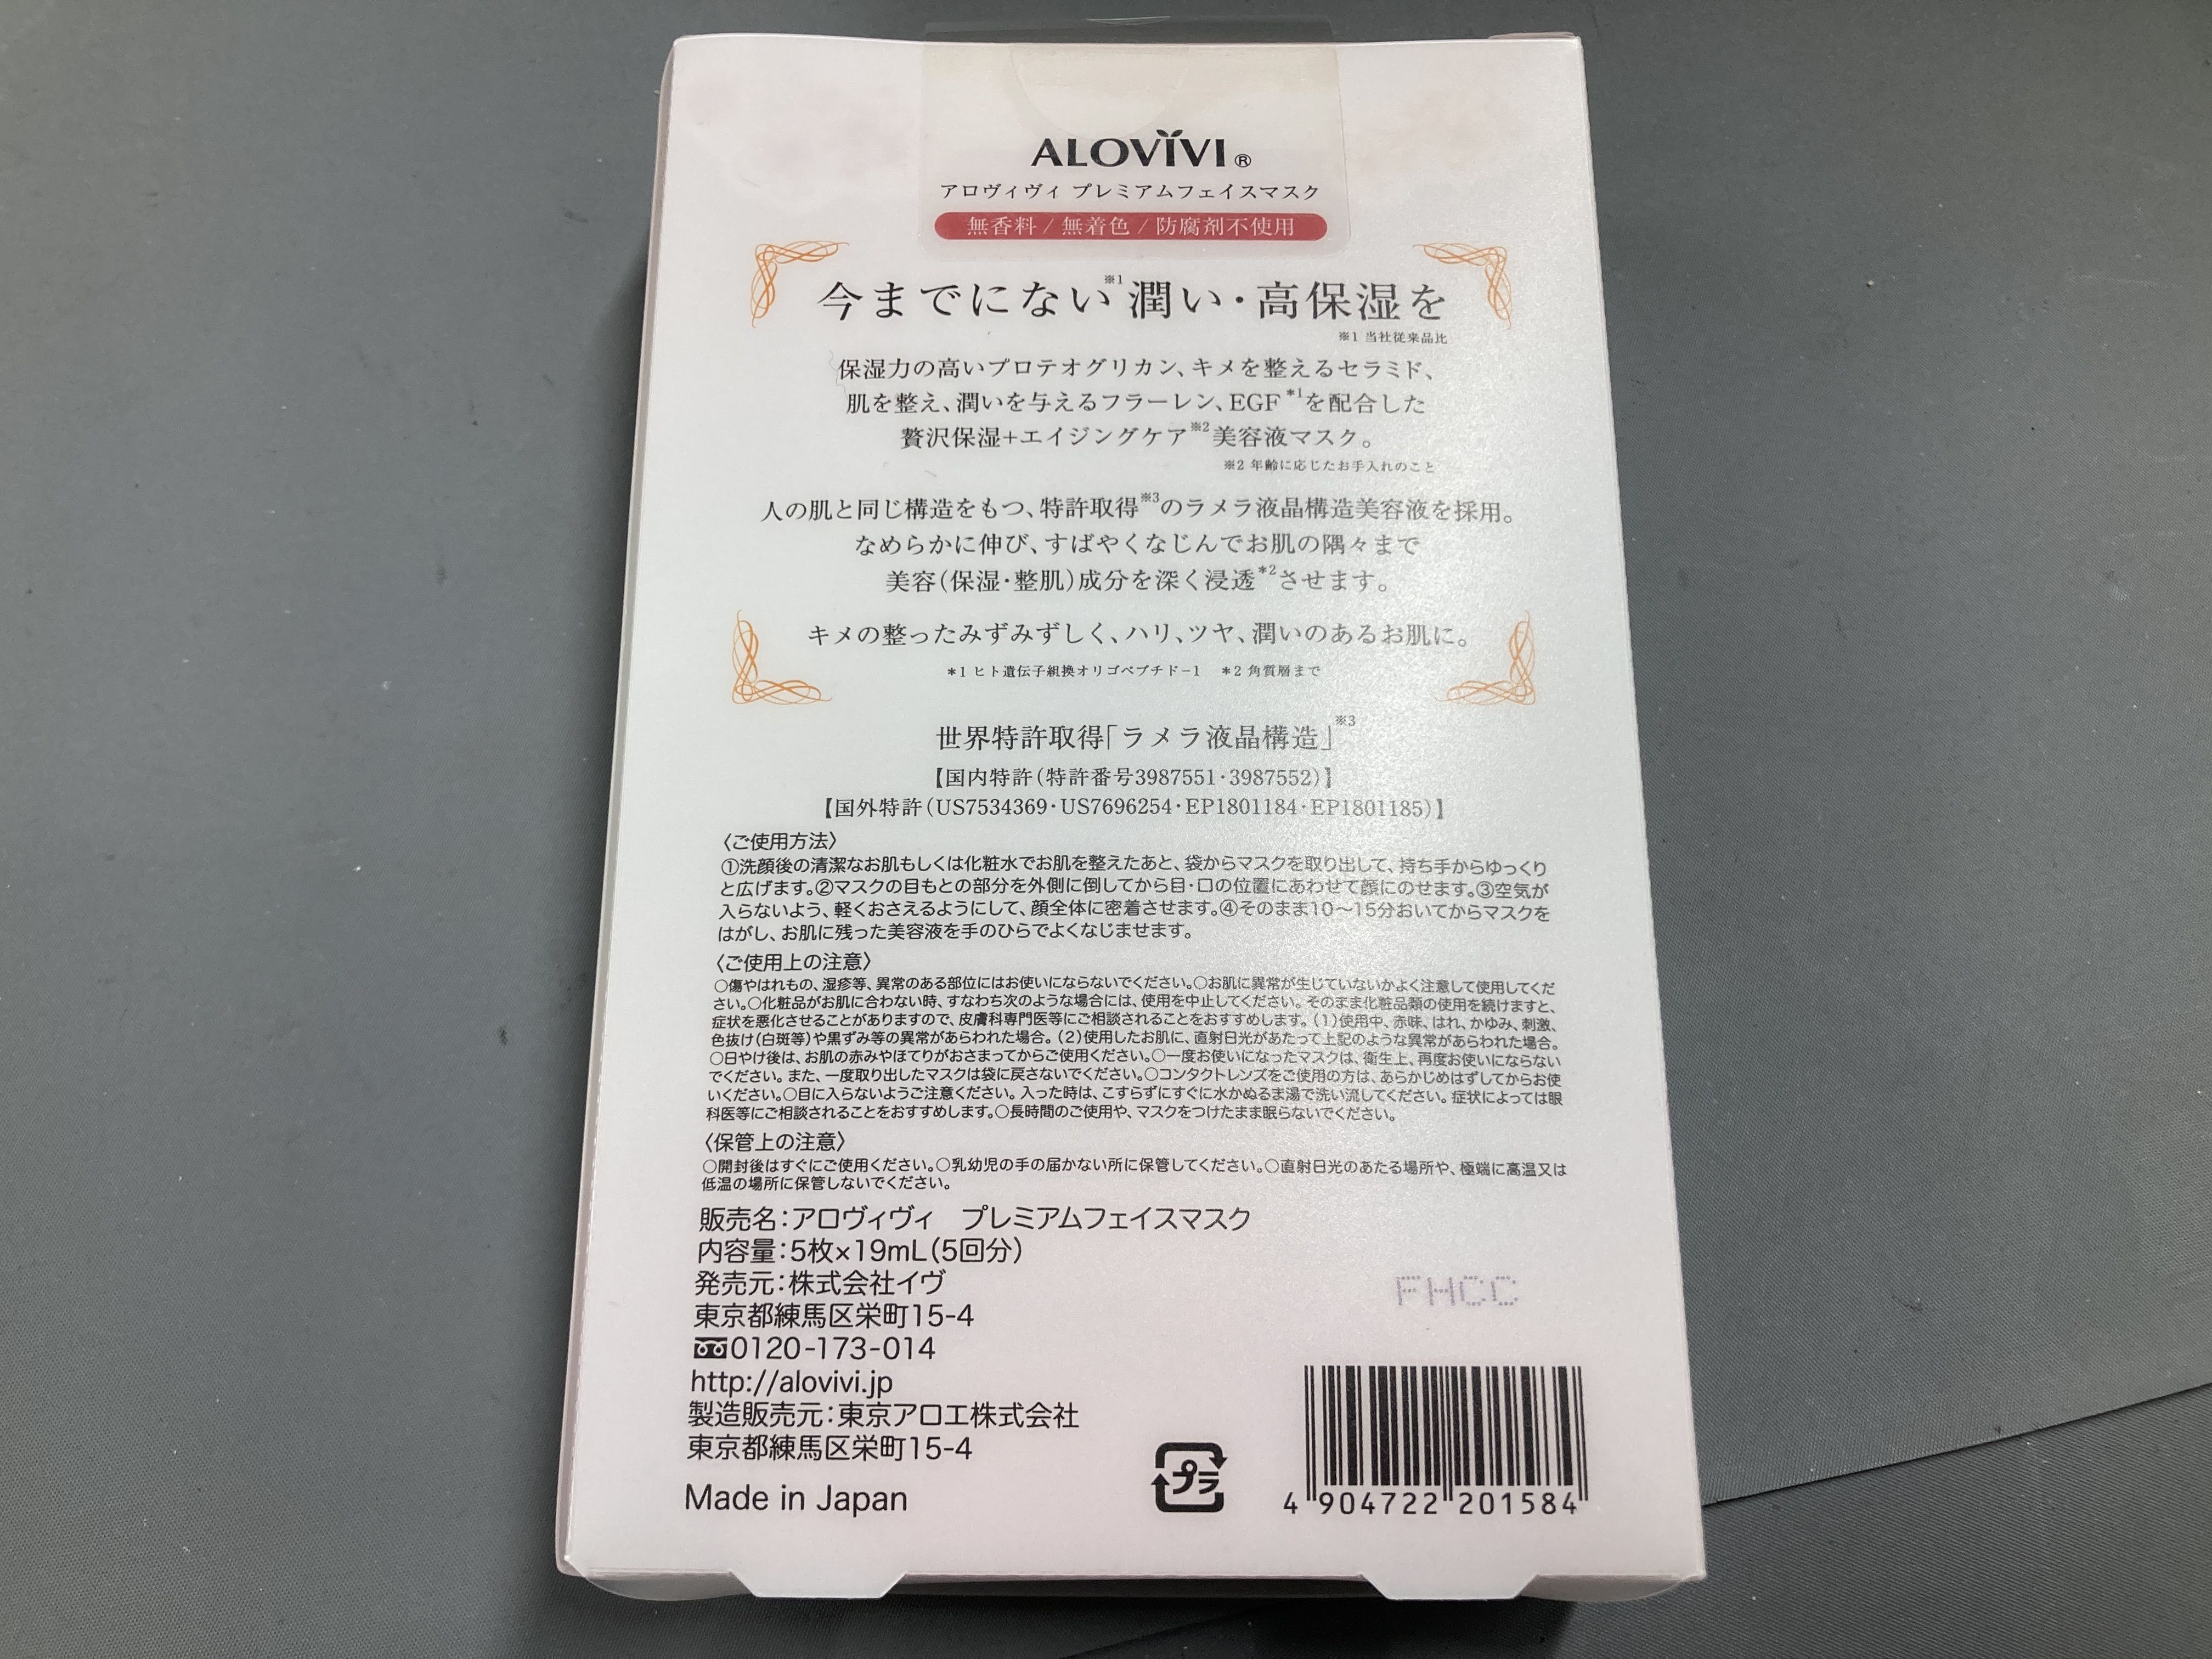 ALOVIVI®
アロヴィヴィ プレミアムフェイスマスク
無香料/無着色/防腐剤不使用
今までにない※1潤い・高保湿を
※1 当社従来品比
保湿力の高いプロテオグリカン、キメを整えるセラミド、
肌を整え、潤いを与えるフラーレン、EGF*1を配合した
贅沢保湿+エイジングケア※2美容液マスク。
※2 年齢に応じたお手入れのこと
人の肌と同じ構造をもつ、特許取得※3のラメラ液晶構造美容液を採用。
なめらかに伸び、すばやくなじんでお肌の隅々まで
美容(保湿・整肌)成分を深く浸透*2させます。
キメの整ったみずみずしく、ハリ、ツヤ、潤いのあるお肌に。
*1 ヒト遺伝子組換オリゴペプチド-1 *2 角質層まで
世界特許取得「ラメラ液晶構造」※3
【国内特許(特許番号3987551・3987552)】
【国外特許(US7534369・US7696254・EP1801184・EP1801185)】
〈ご使用方法〉
①洗顔後の清潔なお肌もしくは化粧水でお肌を整えたあと、袋からマスクを取り出して、持ち手からゆっくり
と広げます。②マスクの目もとの部分を外側に倒してから目・口の位置にあわせて顔にのせます。③空気が
入らないよう、軽くおさえるようにして、顔全体に密着させます。④そのまま10～15分おいてからマスクを
はがし、お肌に残った美容液を手のひらでよくなじませます。
〈ご使用上の注意〉
○傷やはれもの、湿疹等、異常のある部位にはお使いにならないでください。○お肌に異常が生じていないかよく注意して使用してくだ
さい。○化粧品がお肌に合わない時、すなわち次のような場合には、使用を中止してください。そのまま化粧品類の使用を続けますと、
症状を悪化させることがありますので、皮膚科専門医等にご相談されることをおすすめします。(1)使用中、赤味、はれ、かゆみ、刺激、
色抜け(白斑等)や黒ずみ等の異常があらわれた場合。(2)使用したお肌に、直射日光があたって上記のような異常があらわれた場合。
○日やけ後は、お肌の赤みやほてりがおさまってからご使用ください。○一度お使いになったマスクは、衛生上、再度お使いにならない
でください。また、一度取り出したマスクは袋に戻さないでください。○コンタクトレンズをご使用の方は、あらかじめはずしてからお使
いください。○目に入らないようご注意ください。入った時は、こすらずにすぐに水かぬるま湯で洗い流してください。症状によっては眼
科医等にご相談されることをおすすめします。○長時間のご使用や、マスクをつけたまま眠らないでください。
〈保管上の注意〉
○開封後はすぐにご使用ください。○乳幼児の手の届かない所に保管してください。○直射日光のあたる場所や、極端に高温又は
低温の場所に保管しないでください。
販売名:アロヴィヴィ プレミアムフェイスマスク
内容量:5枚×19mL(5回分)
発売元:株式会社イヴ
東京都練馬区栄町15-4
0120-173-014
http://alovivi.jp
製造販売元:東京アロエ株式会社
東京都練馬区栄町15-4
Made in Japan
FHCC
プラ
4 904722 201584